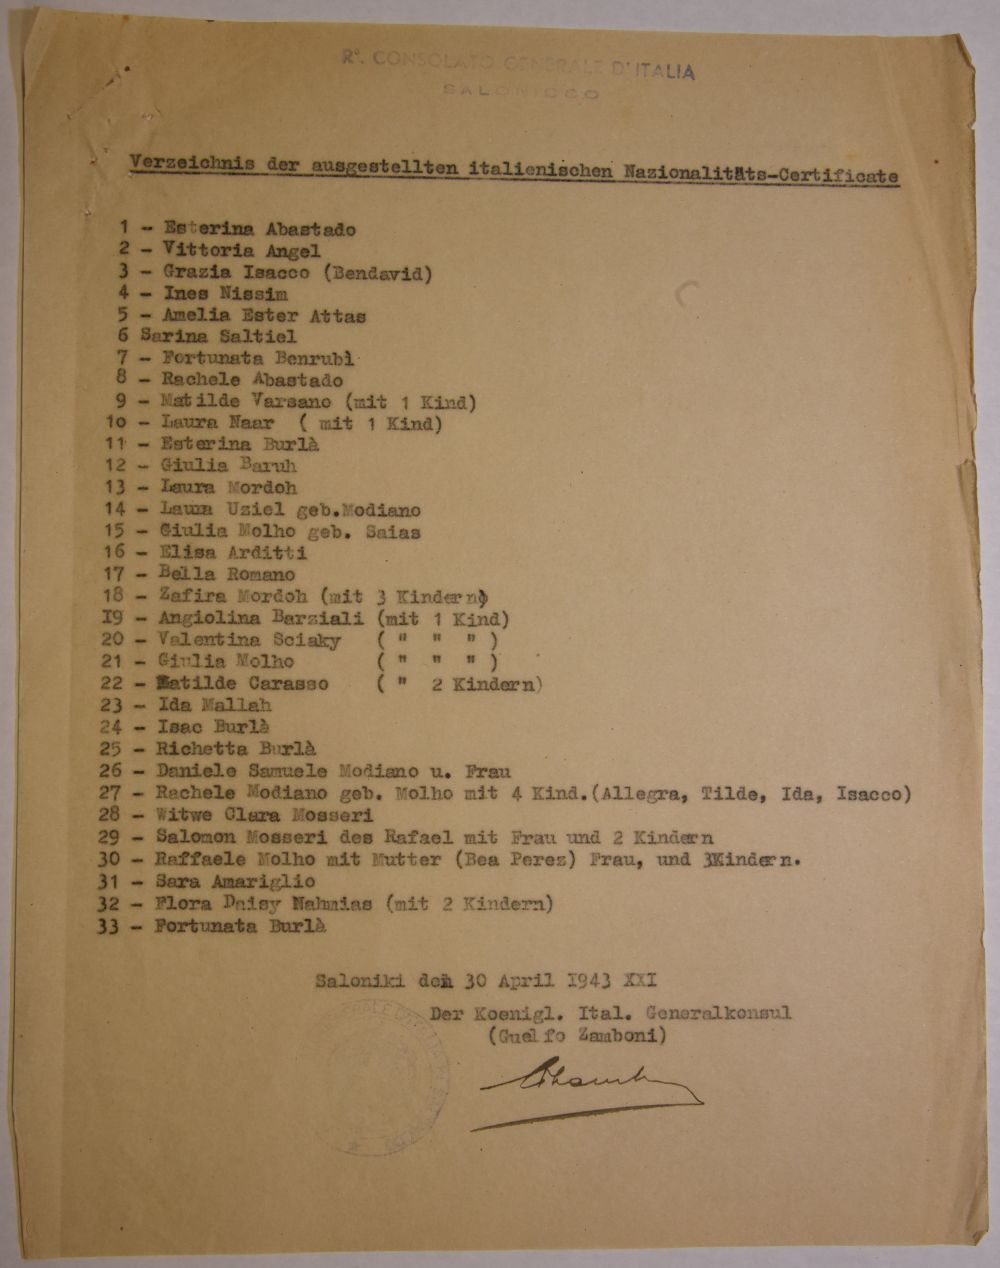 R°. CONSOLATO GENERALE D'ITALIA
SALONICCO
Verzeichnis der ausgestellten italienischen Nazionalitäts-Certificate
1 - Esterina Abastado
2 - Vittoria Angel
3 - Grazia Isacco (Bendavid)
4 - Ines Nissim
5 - Amelia Ester Attas
6 Sarina Saltiel
7 - Fortunata Benrubì
8 - Rachele Abastado
9 - Matilde Varsano (mit 1 Kind)
1o - Laura Naar ( mit 1 Kind)
11 - Esterina Burlà
12 - Giulia Baruh
13 - Laura Mordoh
14 - Laura Uziel geb.Modiano
15 - Giulia Molho geb. Saias
16 - Elisa Arditti
17 - Bella Romano
18 - Zafira Mordoh (mit 3 Kindern)
I9 - Angiolina Barziali (mit 1 Kind)
20 - Valentina Sciaky ( " " " )
21 - Giulia Molho ( " " " )
22 - Matilde Carasso ( " 2 Kindern)
23 - Ida Mallah
24 - Isac Burlà
25 - Richetta Burlà
26 - Daniele Samuele Modiano u. Frau
27 - Rachele Modiano geb. Molho mit 4 Kind.(Allegra, Tilde, Ida, Isacco)
28 - Witwe Clara Mosseri
29 - Salomon Mosseri des Rafael mit Frau und 2 Kindern
30 - Raffaele Molho mit Mutter (Bea Perez) Frau, und 3Kindern.
31 - Sara Amariglio
32 - Flora Daisy Nahmias (mit 2 Kindern)
33 - Fortunata Burlà
Saloniki den 30 April I943 XXI
Der Koenigl. Ital. Generalkonsul
(Guelfo Zamboni)